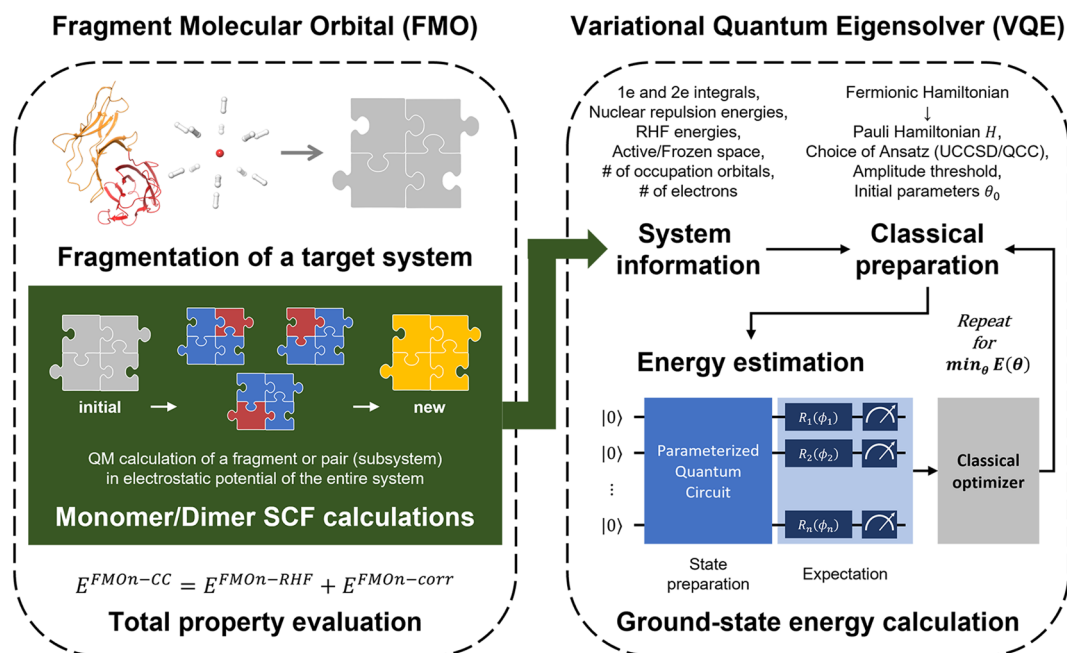 Fragment Molecular Orbital (FMO)
Fragmentation of a target system
initial
new
QM calculation of a fragment or pair (subsystem)
in electrostatic potential of the entire system
Monomer/Dimer SCF calculations
E^{FMOn-CC} = E^{FMOn-RHF} + E^{FMOn-corr}
Total property evaluation
Variational Quantum Eigensolver (VQE)
1e and 2e integrals,
Nuclear repulsion energies,
RHF energies,
Active/Frozen space,
# of occupation orbitals,
# of electrons
Fermionic Hamiltonian
↓
Pauli Hamiltonian H,
Choice of Ansatz (UCCSD/QCC),
Amplitude threshold,
Initial parameters θ₀
System
information
Classical
preparation
Energy estimation
Repeat
for
min_θ E(θ)
|0⟩
|0⟩
⋮
|0⟩
Parameterized
Quantum
Circuit
R₁(ϕ₁)
R₂(ϕ₂)
⋮
Rₙ(ϕₙ)
Classical
optimizer
State
preparation
Expectation
Ground-state energy calculation